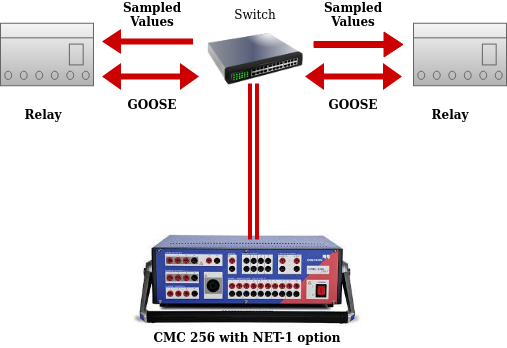 Sampled
Values
Switch
Sampled
Values
GOOSE
GOOSE
Relay
Relay
CMC 256 with NET-1 option